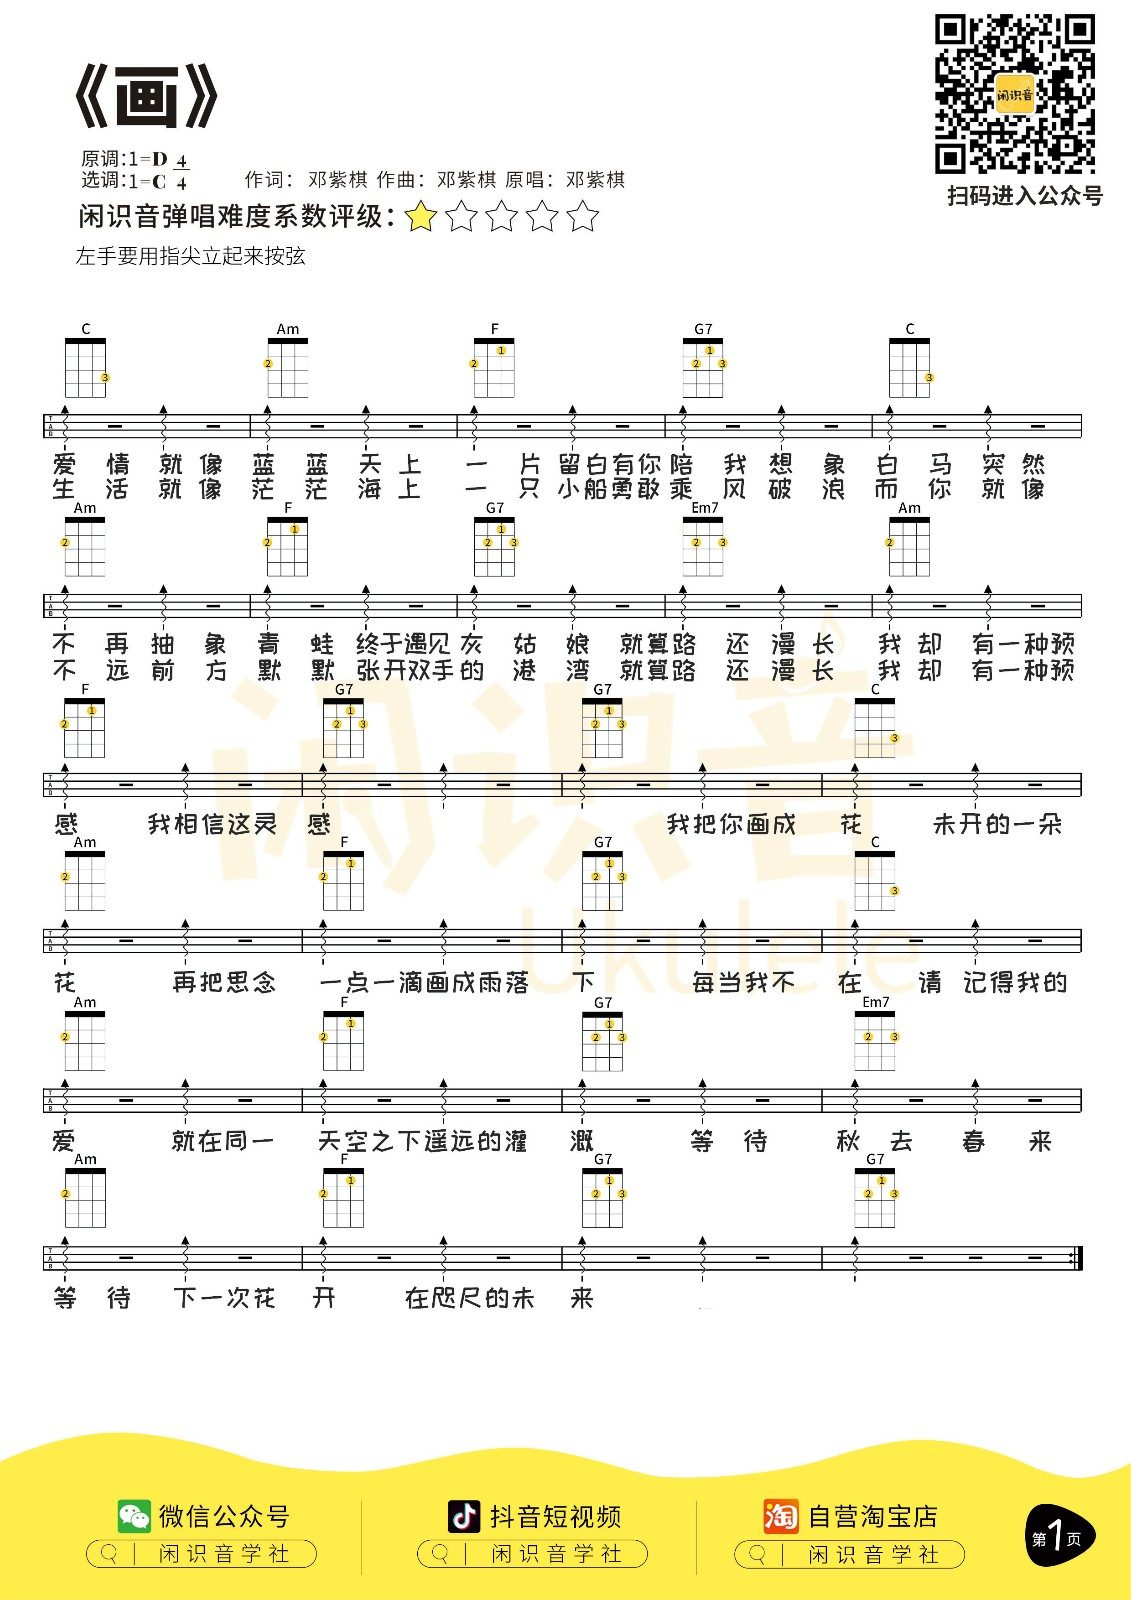 《画》
闲识音
扫码进入公众号
原调:1=D 4/4
选调:1=C
作词： 邓紫棋 作曲：邓紫棋 原唱：邓紫棋
闲识音弹唱难度系数评级：
左手要用指尖立起来按弦
C Am F G7 C
爱情就像蓝蓝天上一片留白有你陪我想象白马突然
生活就像茫茫海上一只小船勇敢乘风破浪而你就像
Am F G7 Em7 Am
不再抽象青蛙终于遇见灰姑娘就算路还漫长我却有一种预
不远前方默默张开双手的港湾就算路还漫长我却有一种预
F G7 G7 C
感 我相信这灵感 我把你画成花 未开的一朵
Am F G7 C
花 再把思念 一点一滴画成雨落下 每当我不在 请记得我的
Am F G7 Em7
爱 就在同一 天空之下遥远的灌溉 等待 秋去春来
Am F G7 G7
等待 下一次花开 在咫尺的未来
闲识音
Ukulele
微信公众号
闲识音学社
抖音短视频
闲识音学社
淘 自营淘宝店
闲识音学社
第1页